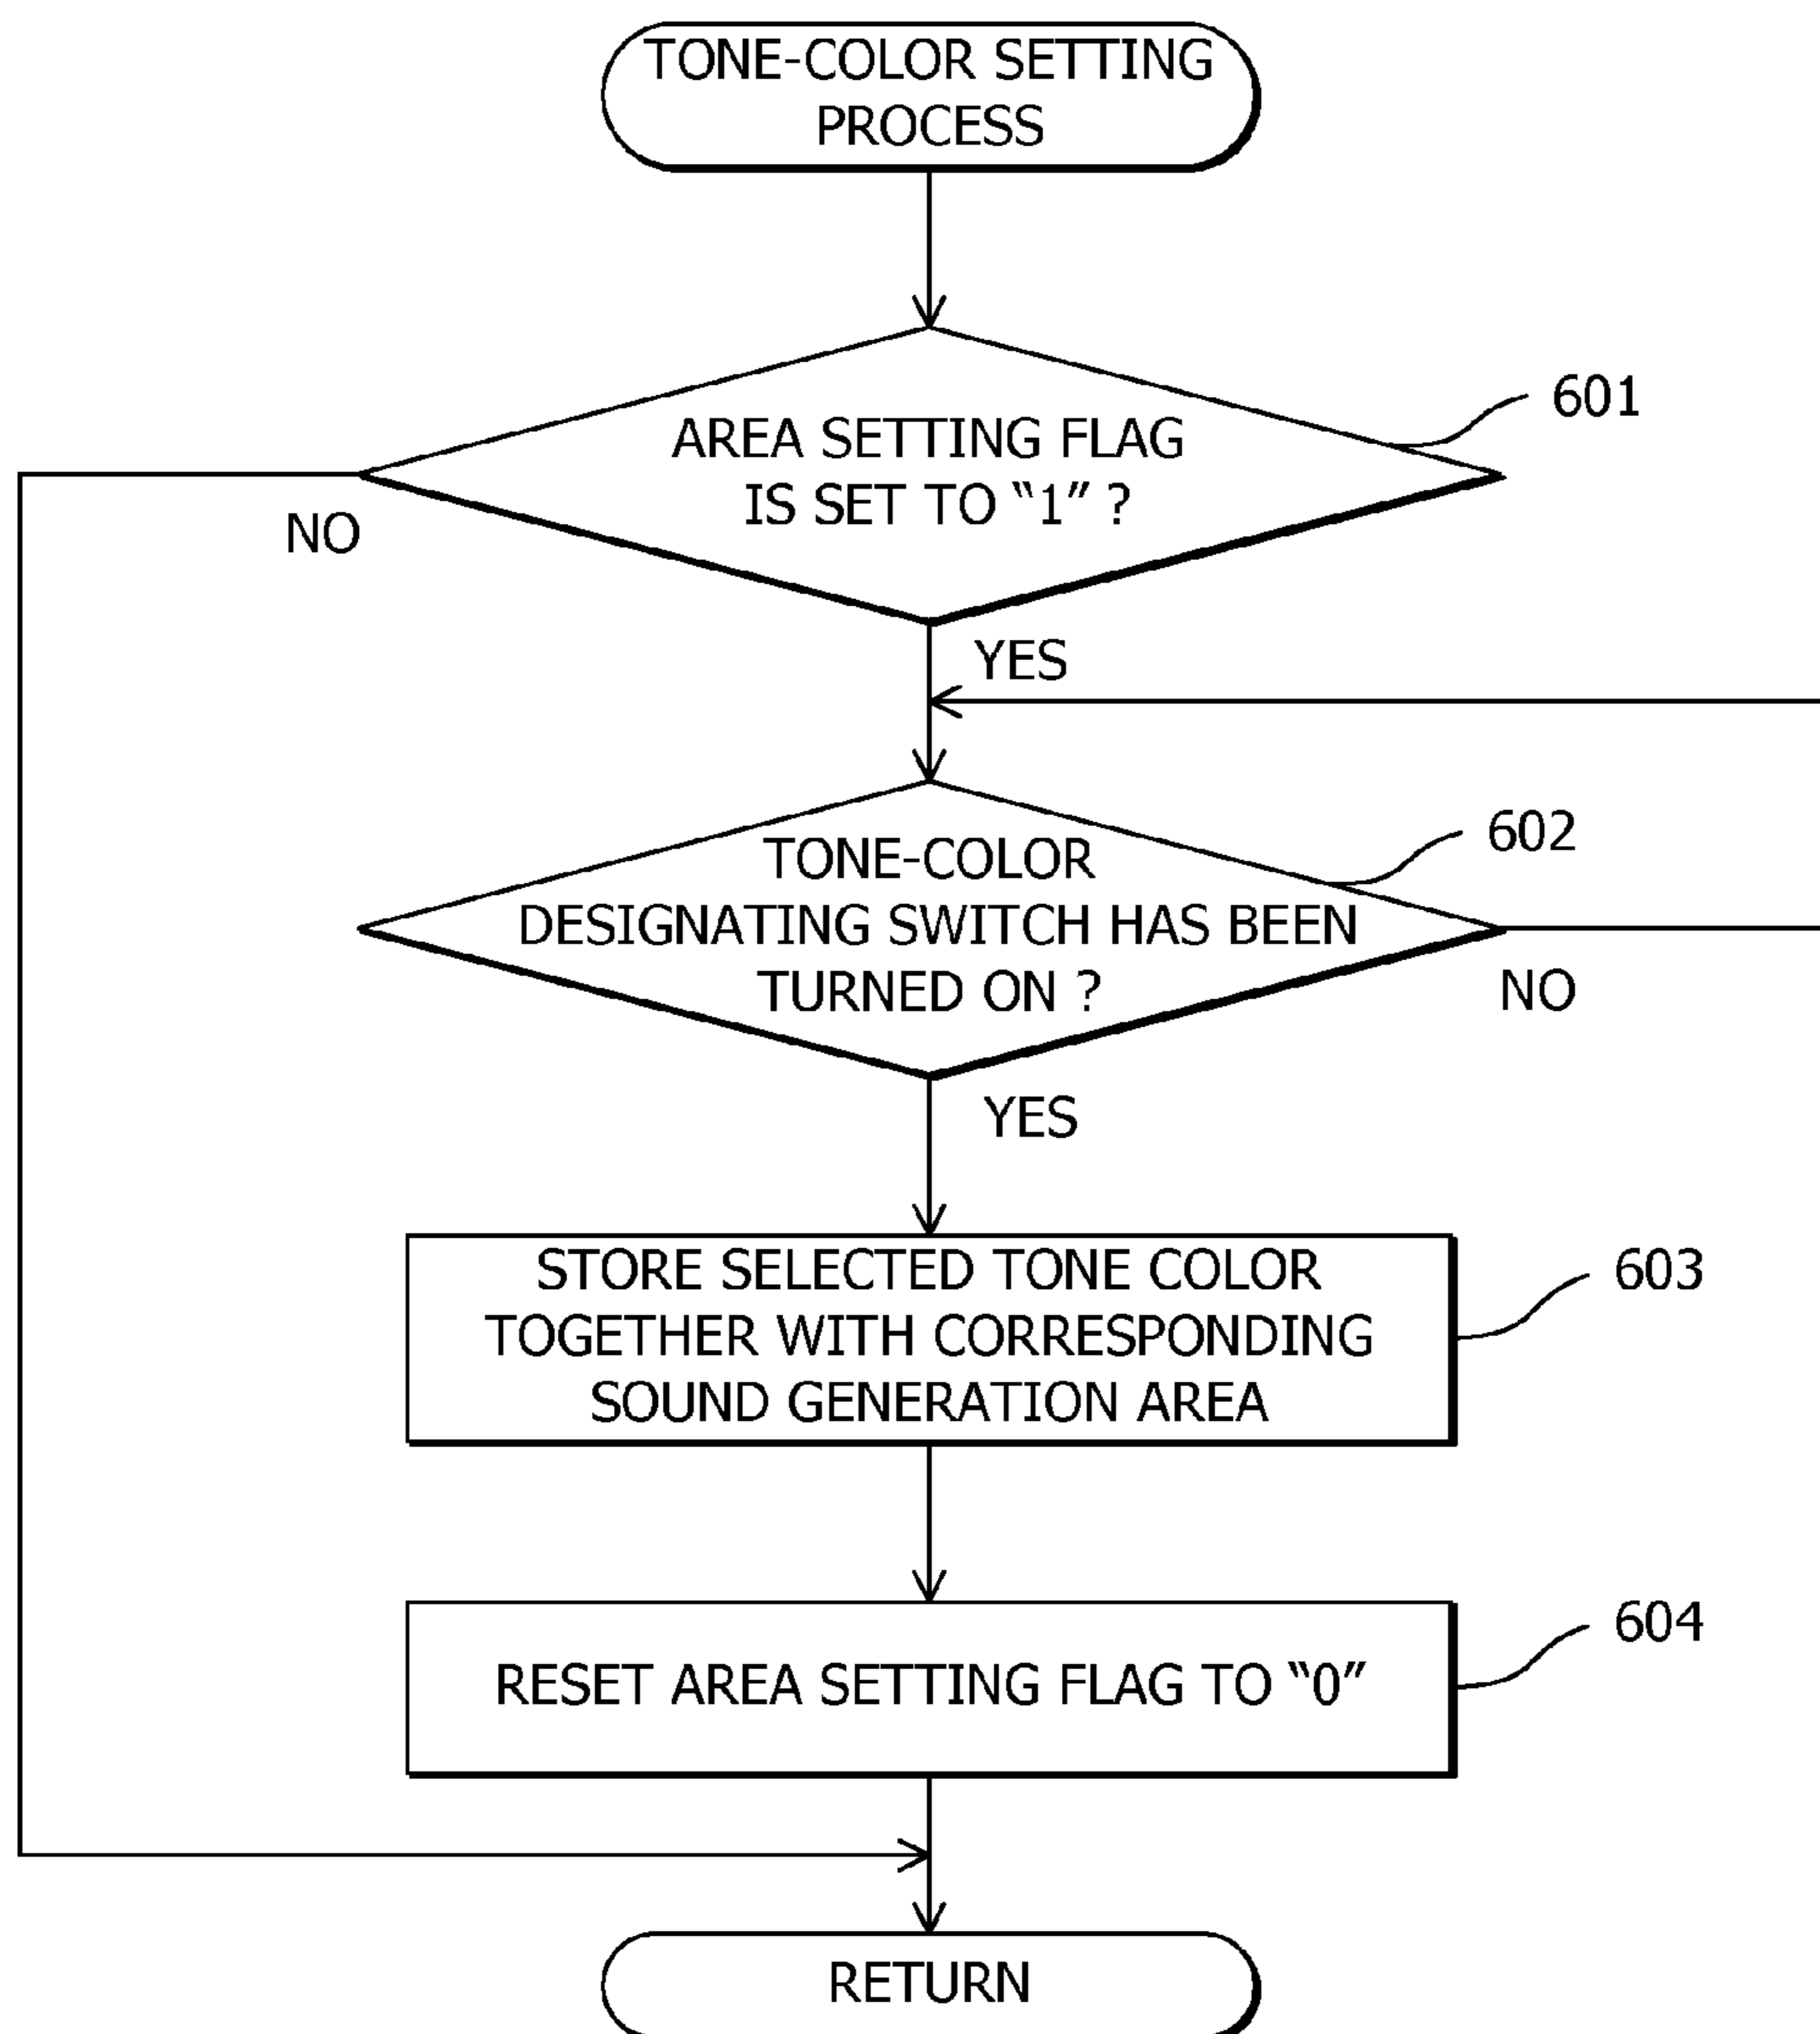 TONE-COLOR SETTING
PROCESS
601
AREA SETTING FLAG
IS SET TO “1” ?
NO
YES
602
TONE-COLOR
DESIGNATING SWITCH HAS BEEN
TURNED ON ?
NO
YES
603
STORE SELECTED TONE COLOR
TOGETHER WITH CORRESPONDING
SOUND GENERATION AREA
604
RESET AREA SETTING FLAG TO “0”
RETURN